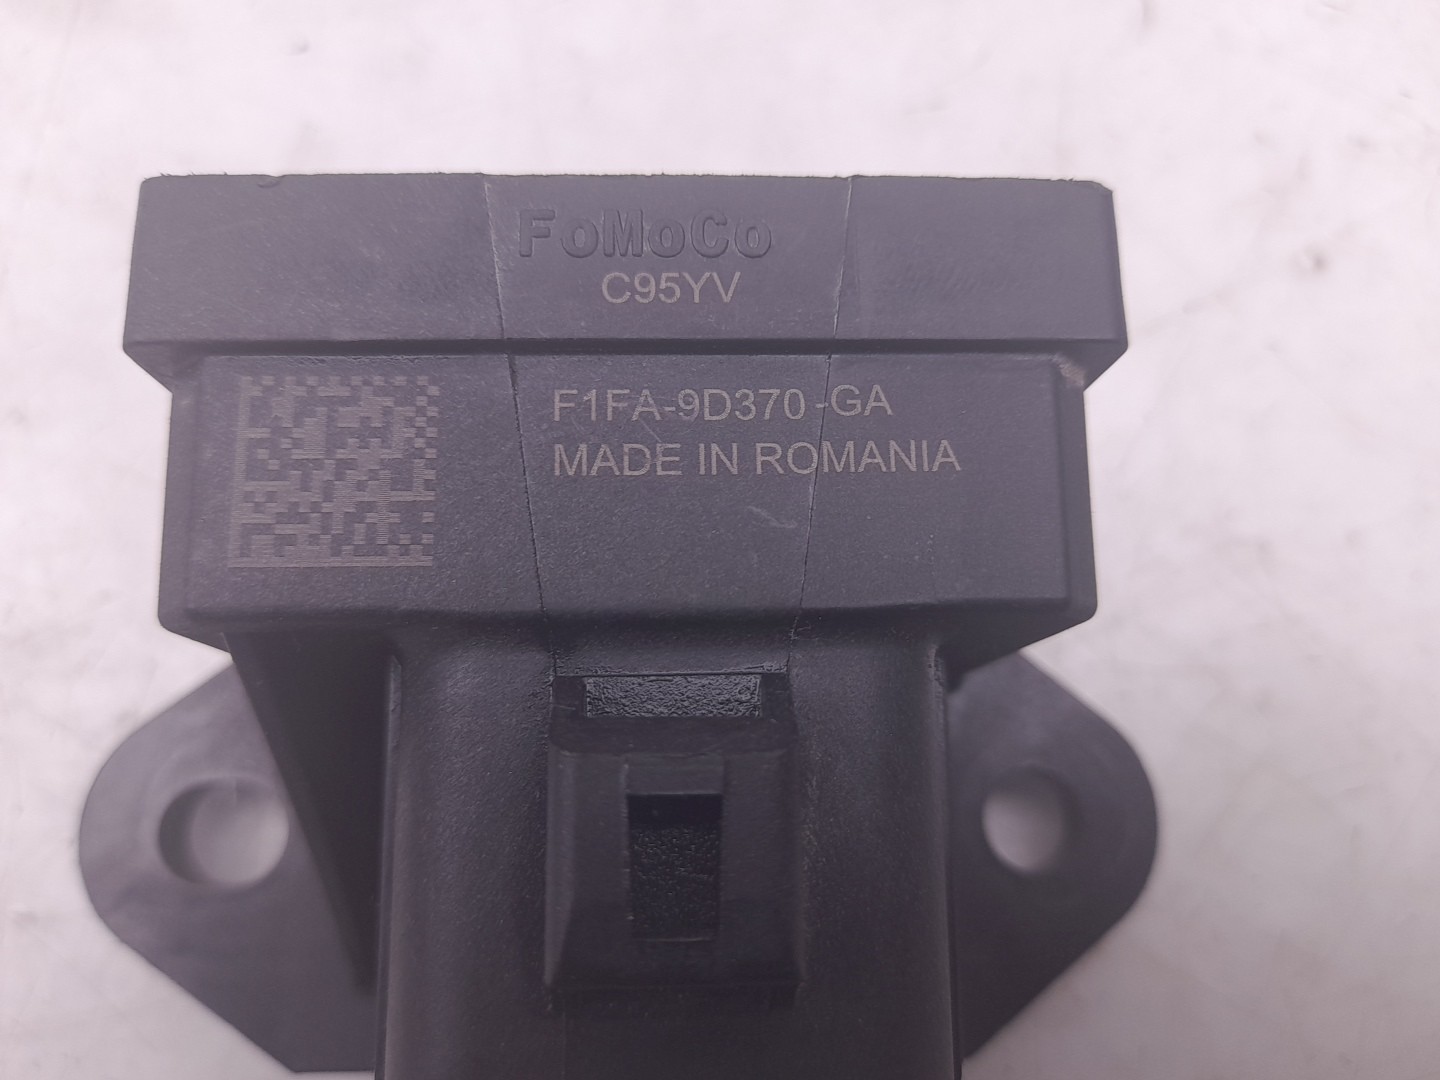 FoMoCo
C95YV
F1FA-9D370-GA
MADE IN ROMANIA